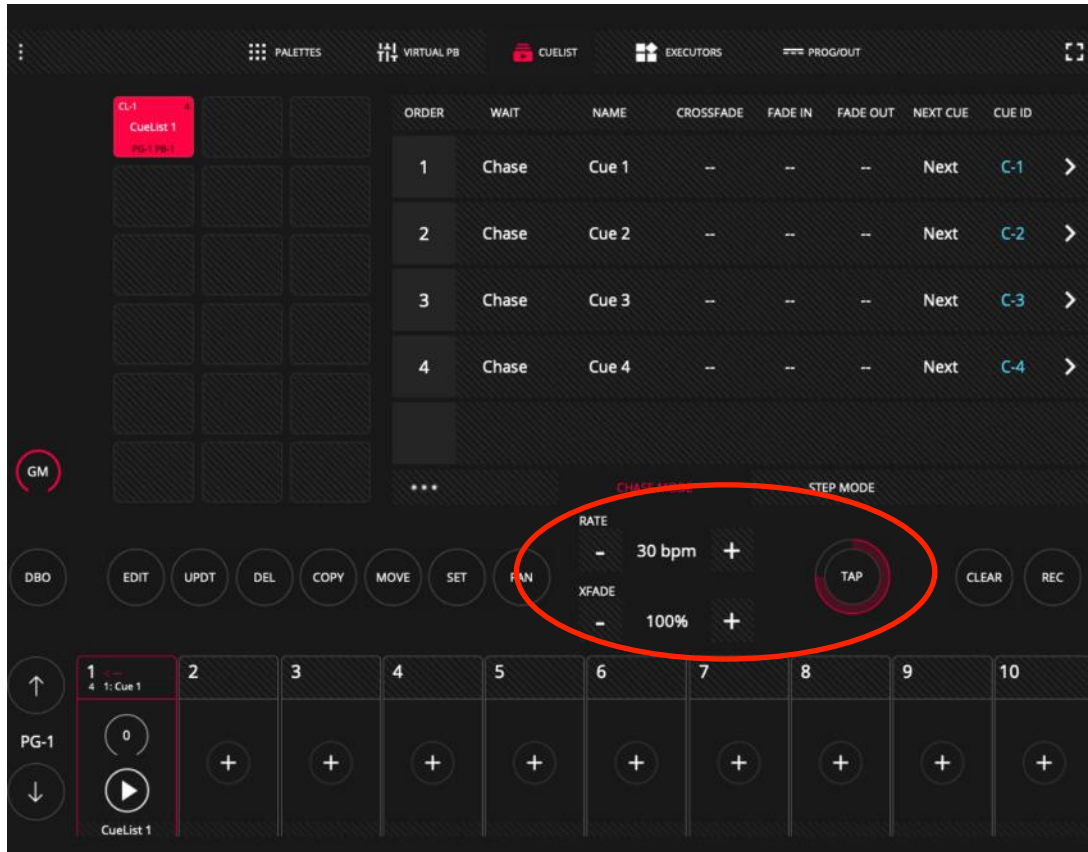 PALETTES VIRTUAL PB CUELIST EXECUTORS PROG/OUT
CL-1 4
CueList 1
PG-1 PB-1
ORDER WAIT NAME CROSSFADE FADE IN FADE OUT NEXT CUE CUE ID
1 Chase Cue 1 -- -- -- Next C-1
2 Chase Cue 2 -- -- -- Next C-2
3 Chase Cue 3 -- -- -- Next C-3
4 Chase Cue 4 -- -- -- Next C-4
GM
CHASE MODE STEP MODE
RATE
- 30 bpm +
DBO EDIT UPDT DEL COPY MOVE SET FAN TAP CLEAR REC
XFADE
- 100% +
1 2 3 4 5 6 7 8 9 10
4 1: Cue 1
PG-1 0
+ + + + + + + + +
CueList 1